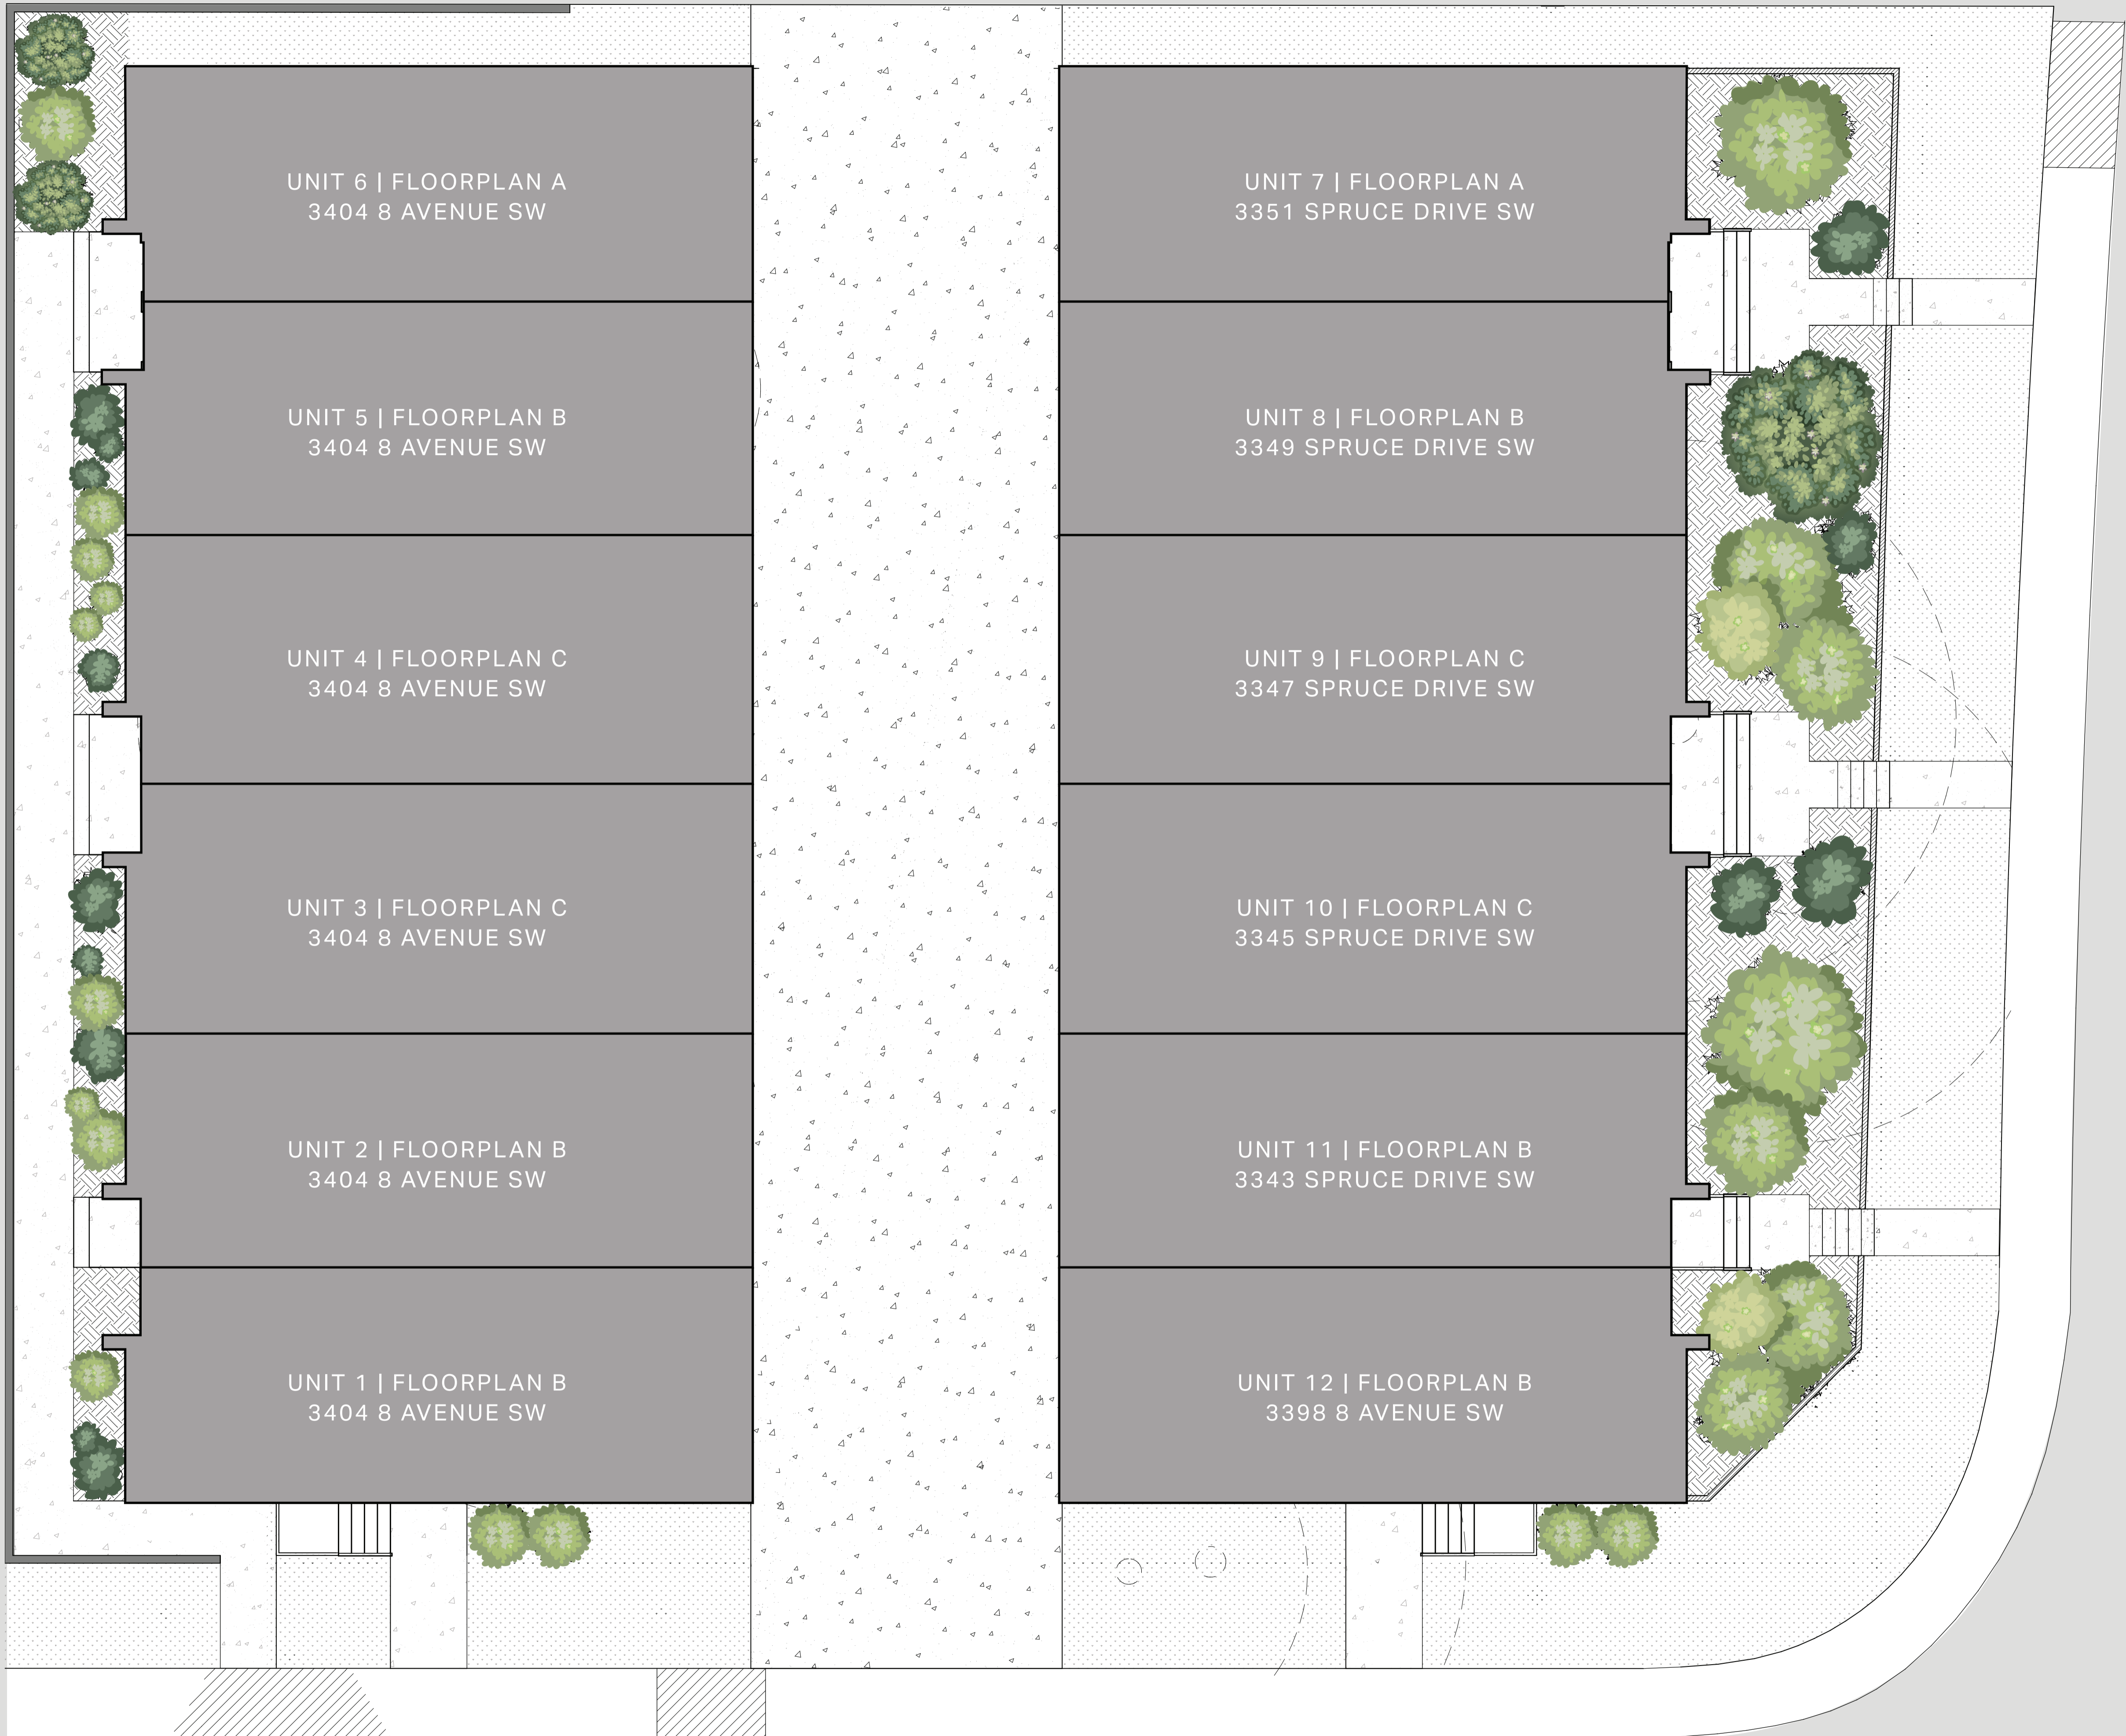 UNIT 6 | FLOORPLAN A
3404 8 AVENUE SW
UNIT 7 | FLOORPLAN A
3351 SPRUCE DRIVE SW
UNIT 5 | FLOORPLAN B
3404 8 AVENUE SW
UNIT 8 | FLOORPLAN B
3349 SPRUCE DRIVE SW
UNIT 4 | FLOORPLAN C
3404 8 AVENUE SW
UNIT 9 | FLOORPLAN C
3347 SPRUCE DRIVE SW
UNIT 3 | FLOORPLAN C
3404 8 AVENUE SW
UNIT 10 | FLOORPLAN C
3345 SPRUCE DRIVE SW
UNIT 2 | FLOORPLAN B
3404 8 AVENUE SW
UNIT 11 | FLOORPLAN B
3343 SPRUCE DRIVE SW
UNIT 1 | FLOORPLAN B
3404 8 AVENUE SW
UNIT 12 | FLOORPLAN B
3398 8 AVENUE SW